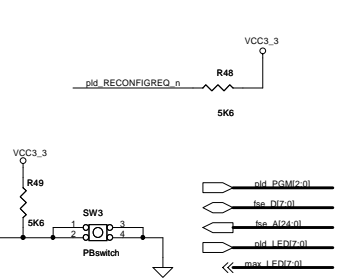 VCC3_3
R48
pld_RECONFIGREQ_n
5K6
VCC3_3
R49
5K6
SW3
1 3
2 4
PBswitch
pld_PGM[2:0]
fse_D[7:0]
fse_A[24:0]
pld_LED[7:0]
max_LED[7:0]